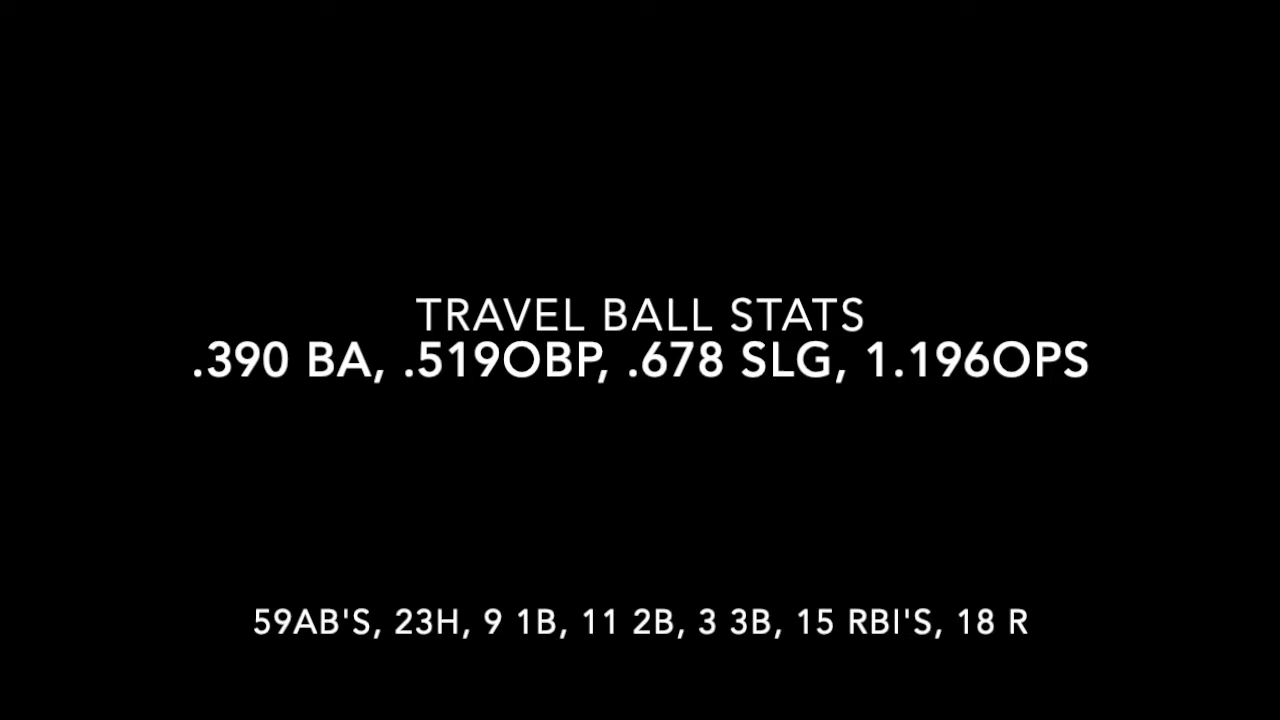 TRAVEL BALL STATS
.390 BA, .519OBP, .678 SLG, 1.196OPS
59AB'S, 23H, 9 1B, 11 2B, 3 3B, 15 RBI'S, 18 R